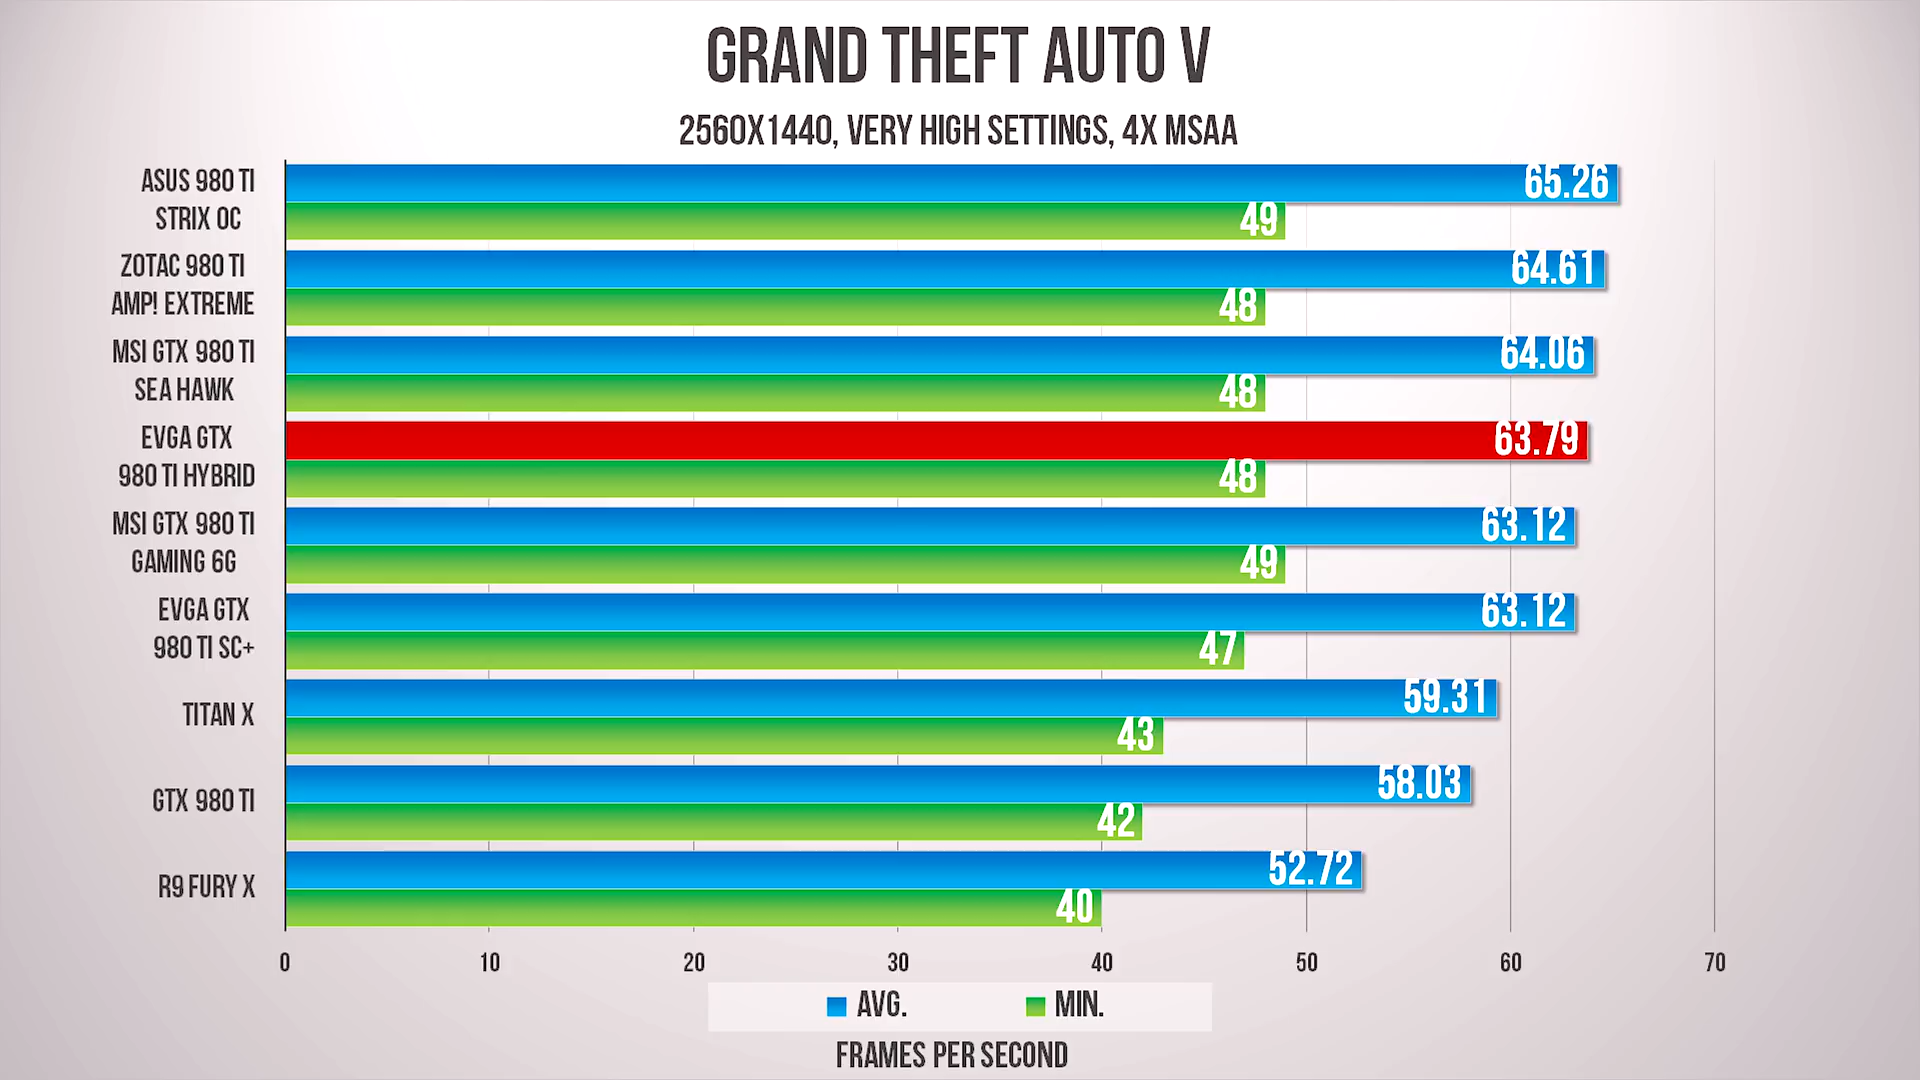 GRAND THEFT AUTO V
2560X1440, VERY HIGH SETTINGS, 4X MSAA
ASUS 980 TI
STRIX OC
65.26
49
ZOTAC 980 TI
AMP! EXTREME
64.61
48
MSI GTX 980 TI
SEA HAWK
64.06
48
EVGA GTX
980 TI HYBRID
63.79
48
MSI GTX 980 TI
GAMING 6G
63.12
49
EVGA GTX
980 TI SC+
63.12
47
TITAN X
59.31
43
GTX 980 TI
58.03
42
R9 FURY X
52.72
40
0 10 20 30 40 50 60 70
AVG. MIN.
FRAMES PER SECOND